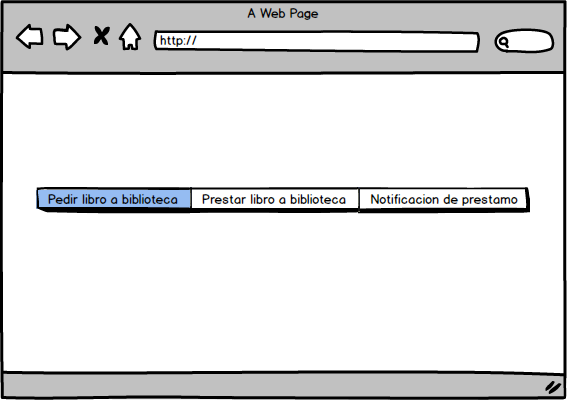 A Web Page
http://
Pedir libro a biblioteca Prestar libro a biblioteca Notificacion de prestamo